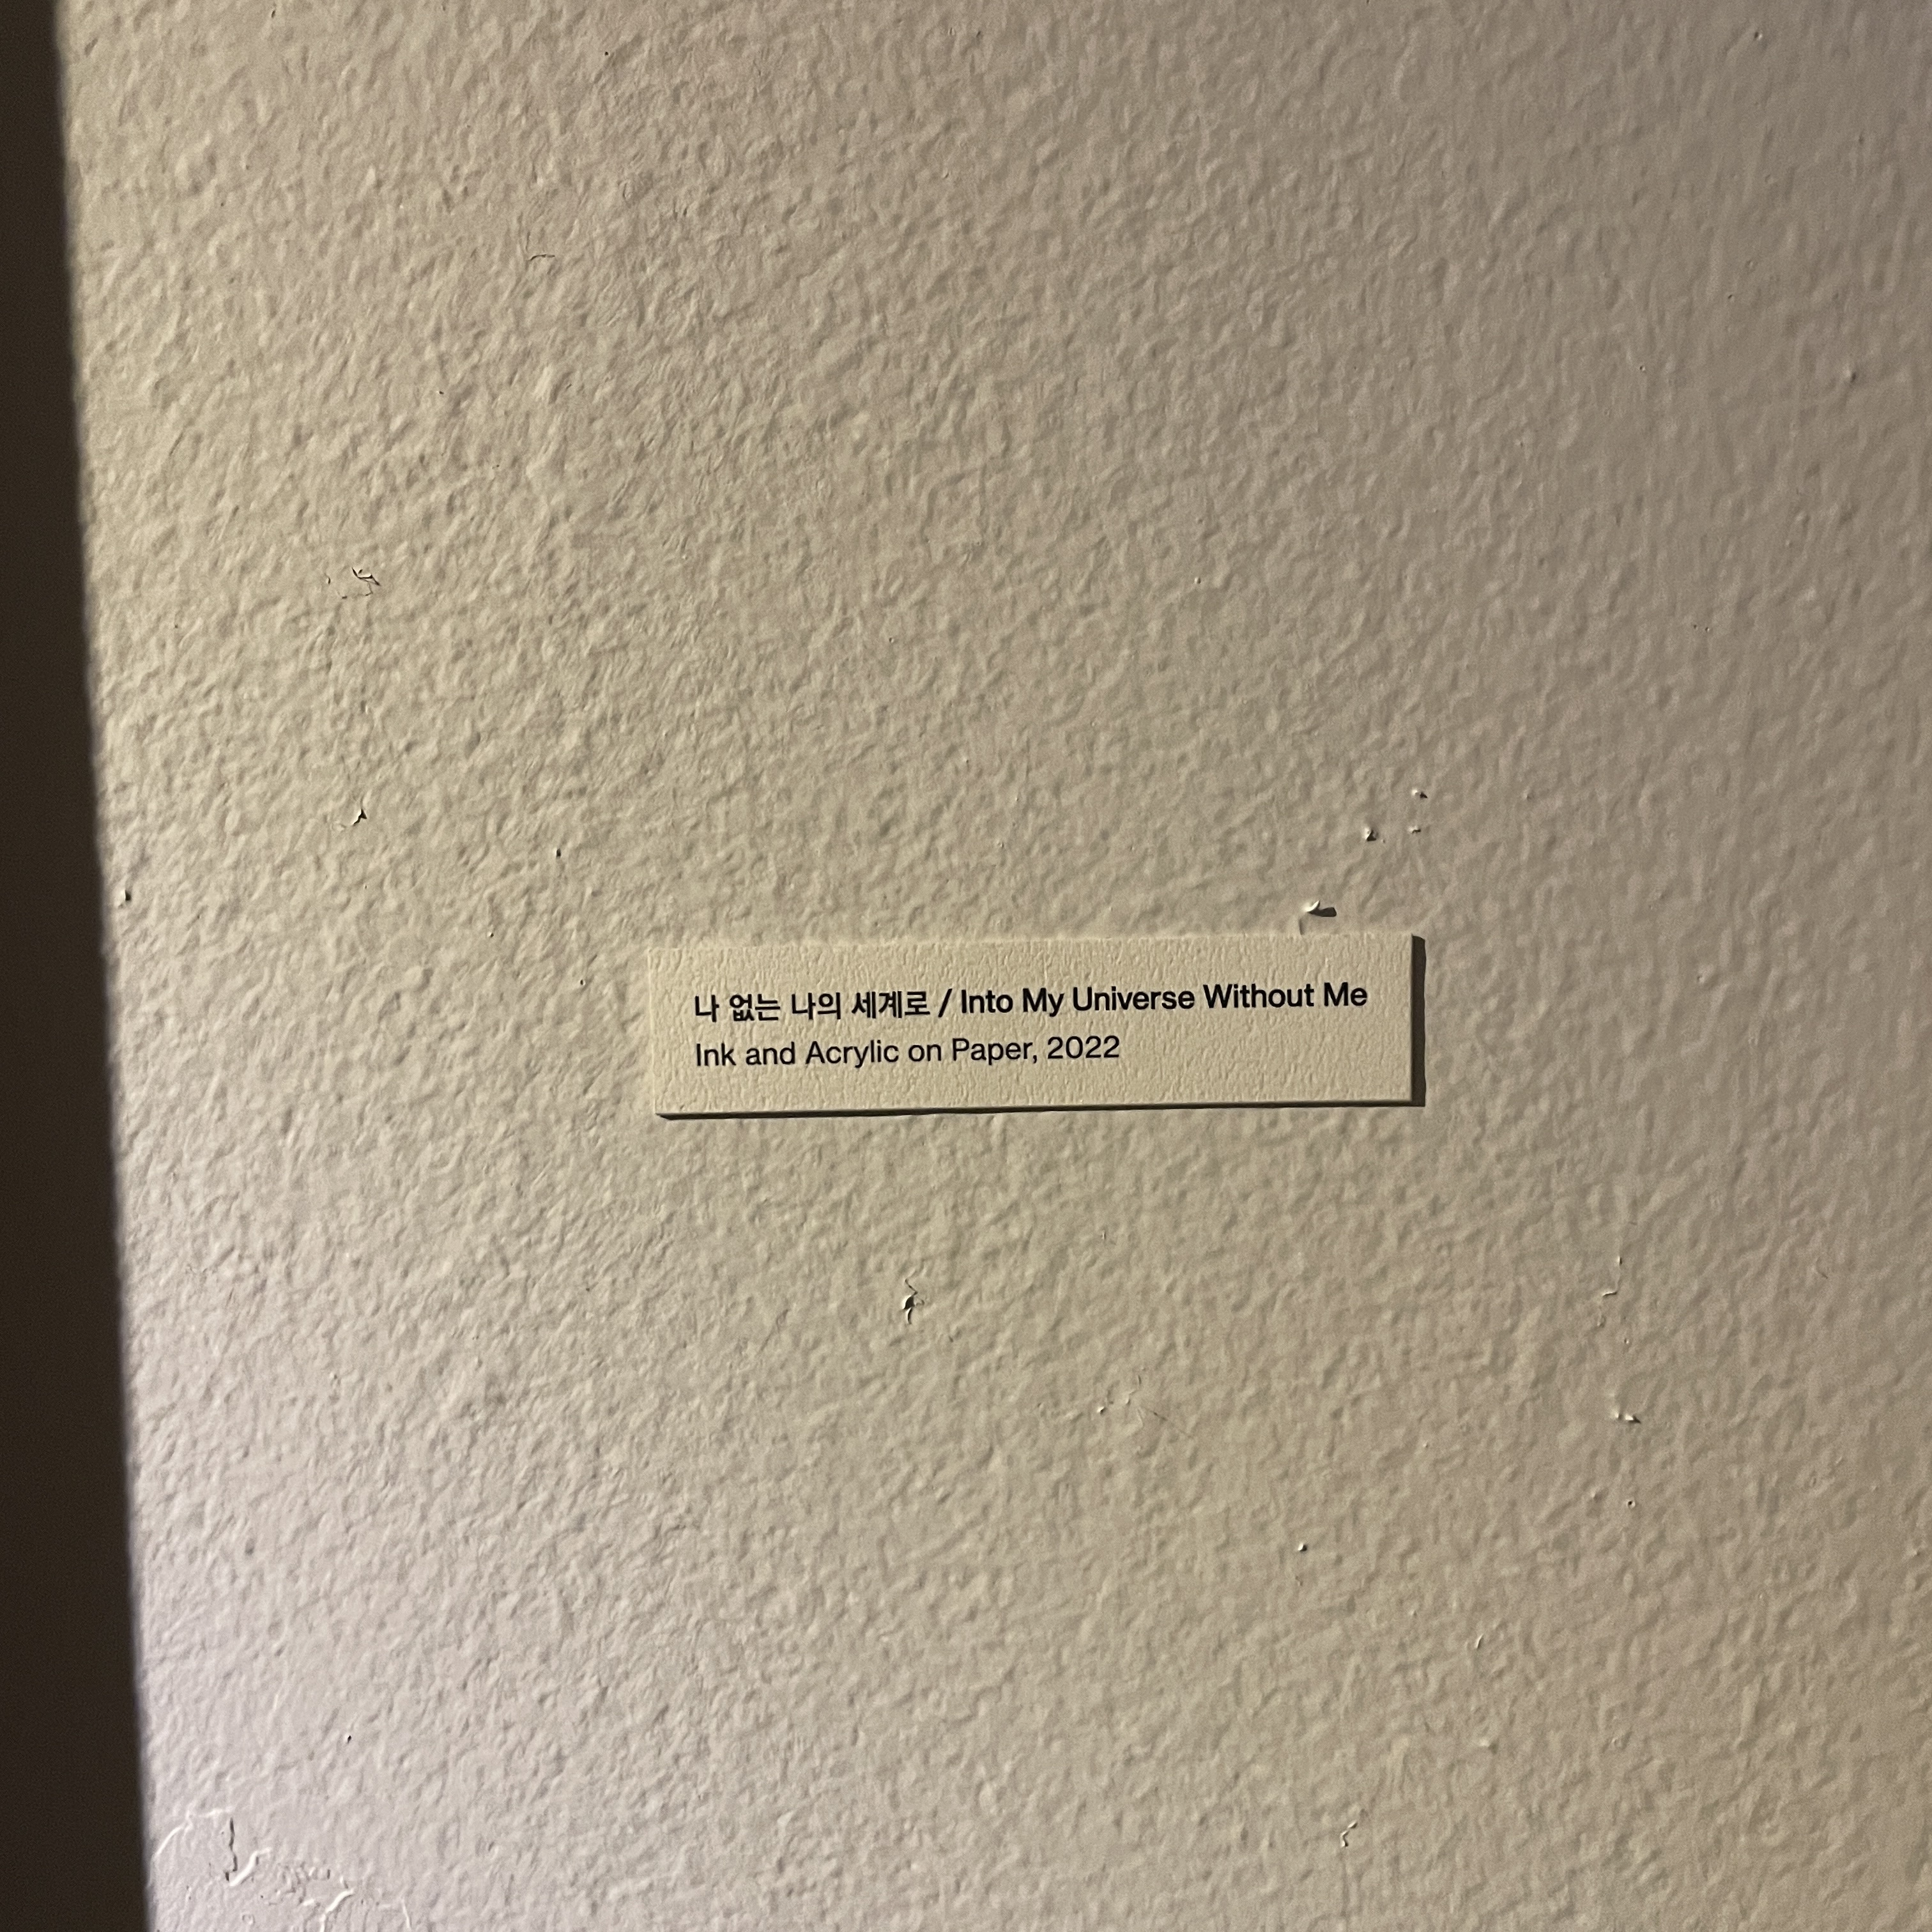 나 없는 나의 세계로 / Into My Universe Without Me
Ink and Acrylic on Paper, 2022